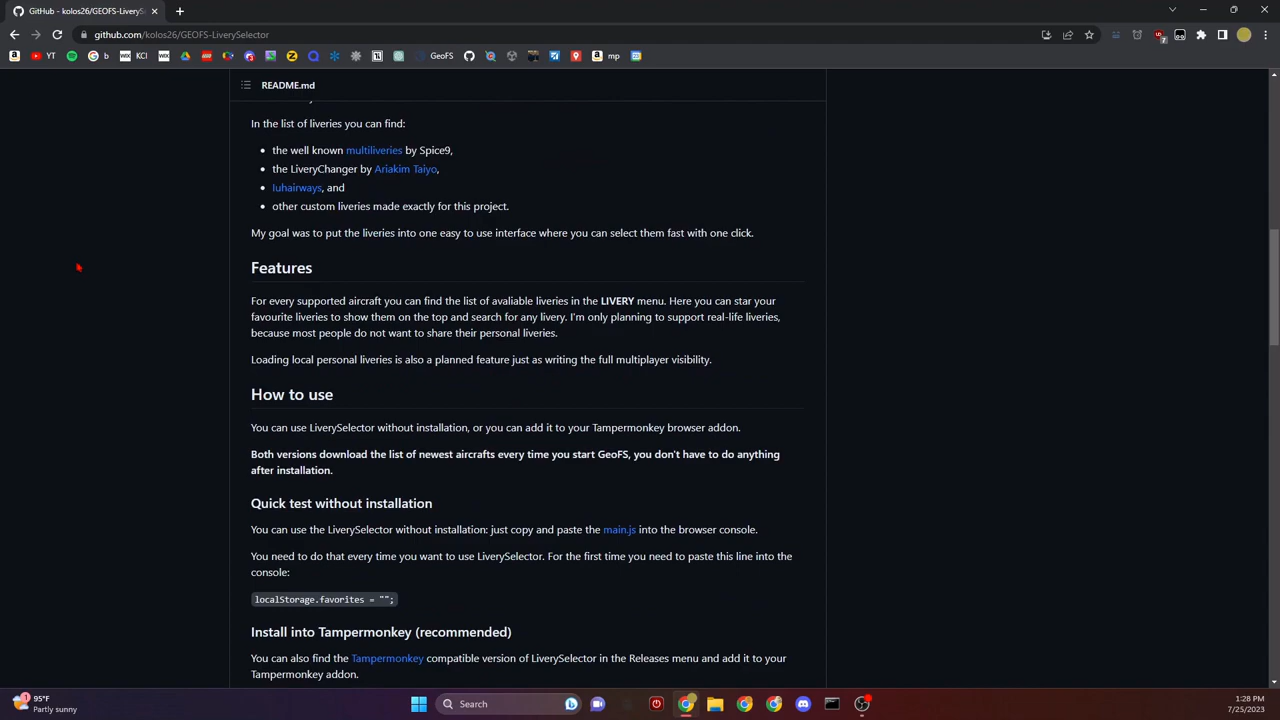 GitHub - kolos26/GEOFS-LiveryS
github.com/kolos26/GEOFS-LiverySelector
YT
b
KCI
GeoFS
mp
README.md
In the list of liveries you can find:
the well known multiliveries by Spice9,
the LiveryChanger by Ariakim Taiyo,
Iuhairways, and
other custom liveries made exactly for this project.
My goal was to put the liveries into one easy to use interface where you can select them fast with one click.
Features
For every supported aircraft you can find the list of avaliable liveries in the LIVERY menu. Here you can star your
favourite liveries to show them on the top and search for any livery. I'm only planning to support real-life liveries,
because most people do not want to share their personal liveries.
Loading local personal liveries is also a planned feature just as writing the full multiplayer visibility.
How to use
You can use LiverySelector without installation, or you can add it to your Tampermonkey browser addon.
Both versions download the list of newest aircrafts every time you start GeoFS, you don't have to do anything
after installation.
Quick test without installation
You can use the LiverySelector without installation: just copy and paste the main.js into the browser console.
You need to do that every time you want to use LiverySelector. For the first time you need to paste this line into the
console:
localStorage.favorites = "";
Install into Tampermonkey (recommended)
You can also find the Tampermonkey compatible version of LiverySelector in the Releases menu and add it to your
Tampermonkey addon.
95°F
Partly sunny
Search
1:28 PM
7/25/2023